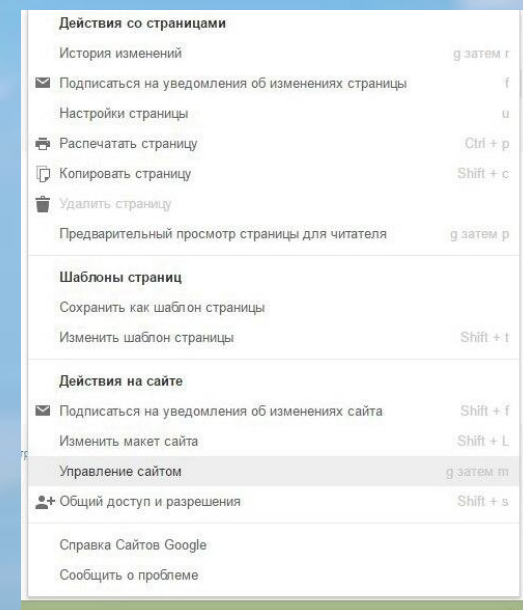 Действия со страницами
История изменений g затем r
Подписаться на уведомления об изменениях страницы f
Настройки страницы u
Распечатать страницу Ctrl + p
Копировать страницу Shift + c
Удалить страницу
Предварительный просмотр страницы для читателя g затем p
Шаблоны страниц
Сохранить как шаблон страницы
Изменить шаблон страницы Shift + t
Действия на сайте
Подписаться на уведомления об изменениях сайта Shift + f
Изменить макет сайта Shift + L
Управление сайтом g затем m
Общий доступ и разрешения Shift + s
Справка Сайтов Google
Сообщить о проблеме